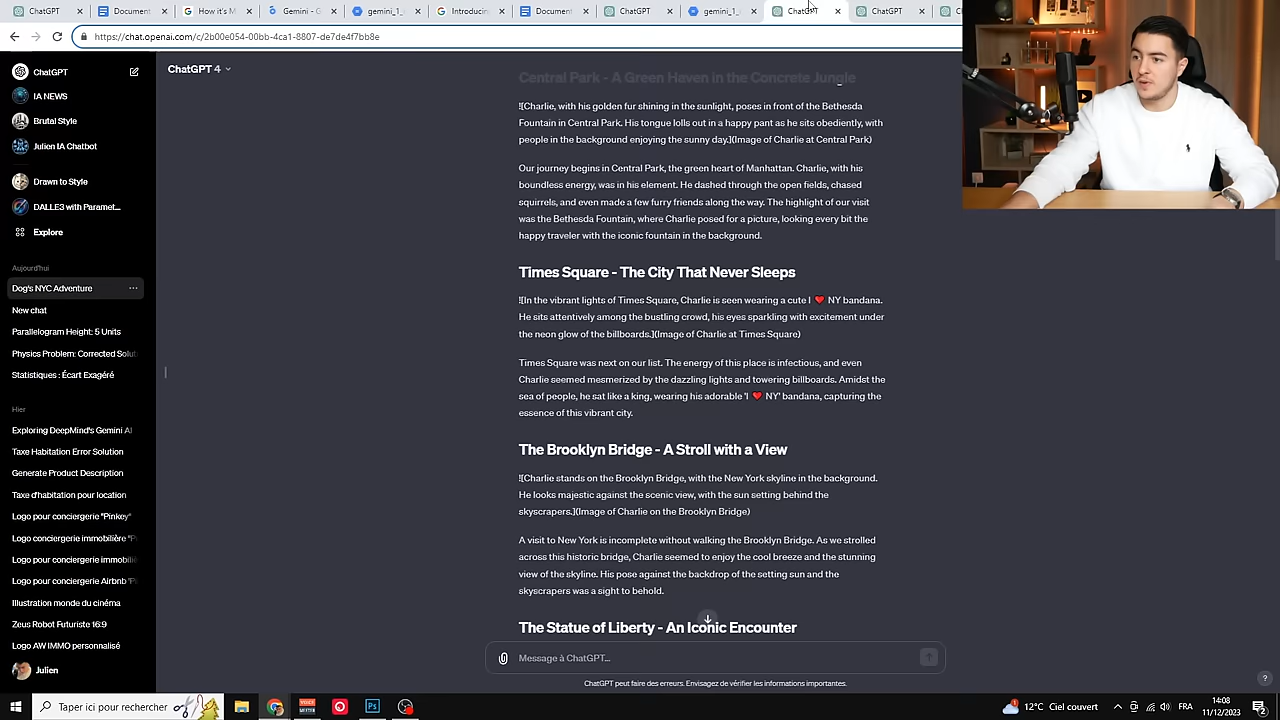 ChatGPT
How it's M
Gemini - G
gemini_1_
Introducin
ChatGPT
gemini_1_
ChatGPT
ChatGPT
https://chat.openai.com/c/2b00e054-00bb-4ca1-8807-de7de4f7bb8e
ChatGPT
IA NEWS
Brutal Style
Julien IA Chatbot
Drawn to Style
DALLE3 with Paramet...
Explore
Aujourd'hui
Dog's NYC Adventure
New chat
Parallelogram Height: 5 Units
Physics Problem: Corrected Solut
Statistiques : Écart Exagéré
Hier
Exploring DeepMind's Gemini AI
Taxe Habitation Error Solution
Generate Product Description
Taxe d'habitation pour location
Logo pour conciergerie "Pinkey"
Logo conciergerie immobilière "P
Logo pour conciergerie immobiliè
Logo pour conciergerie Airbnb "Pi
Illustration monde du cinéma
Zeus Robot Futuriste 16:9
Logo AW IMMO personnalisé
Julien
ChatGPT 4
Central Park - A Green Haven in the Concrete Jungle
![Charlie, with his golden fur shining in the sunlight, poses in front of the Bethesda
Fountain in Central Park. His tongue lolls out in a happy pant as he sits obediently, with
people in the background enjoying the sunny day.](Image of Charlie at Central Park)
Our journey begins in Central Park, the green heart of Manhattan. Charlie, with his
boundless energy, was in his element. He dashed through the open fields, chased
squirrels, and even made a few furry friends along the way. The highlight of our visit
was the Bethesda Fountain, where Charlie posed for a picture, looking every bit the
happy traveler with the iconic fountain in the background.
Times Square - The City That Never Sleeps
![In the vibrant lights of Times Square, Charlie is seen wearing a cute I ❤️ NY bandana.
He sits attentively among the bustling crowd, his eyes sparkling with excitement under
the neon glow of the billboards.](Image of Charlie at Times Square)
Times Square was next on our list. The energy of this place is infectious, and even
Charlie seemed mesmerized by the dazzling lights and towering billboards. Amidst the
sea of people, he sat like a king, wearing his adorable 'I ❤️ NY' bandana, capturing the
essence of this vibrant city.
The Brooklyn Bridge - A Stroll with a View
![Charlie stands on the Brooklyn Bridge, with the New York skyline in the background.
He looks majestic against the scenic view, with the sun setting behind the
skyscrapers.](Image of Charlie on the Brooklyn Bridge)
A visit to New York is incomplete without walking the Brooklyn Bridge. As we strolled
across this historic bridge, Charlie seemed to enjoy the cool breeze and the stunning
view of the skyline. His pose against the backdrop of the setting sun and the
skyscrapers was a sight to behold.
The Statue of Liberty - An Iconic Encounter
Message à ChatGPT...
ChatGPT peut faire des erreurs. Envisagez de vérifier les informations importantes.
?
Taper ici pour rechercher
Ps
12°C Ciel couvert
FRA
14:08
11/12/2023